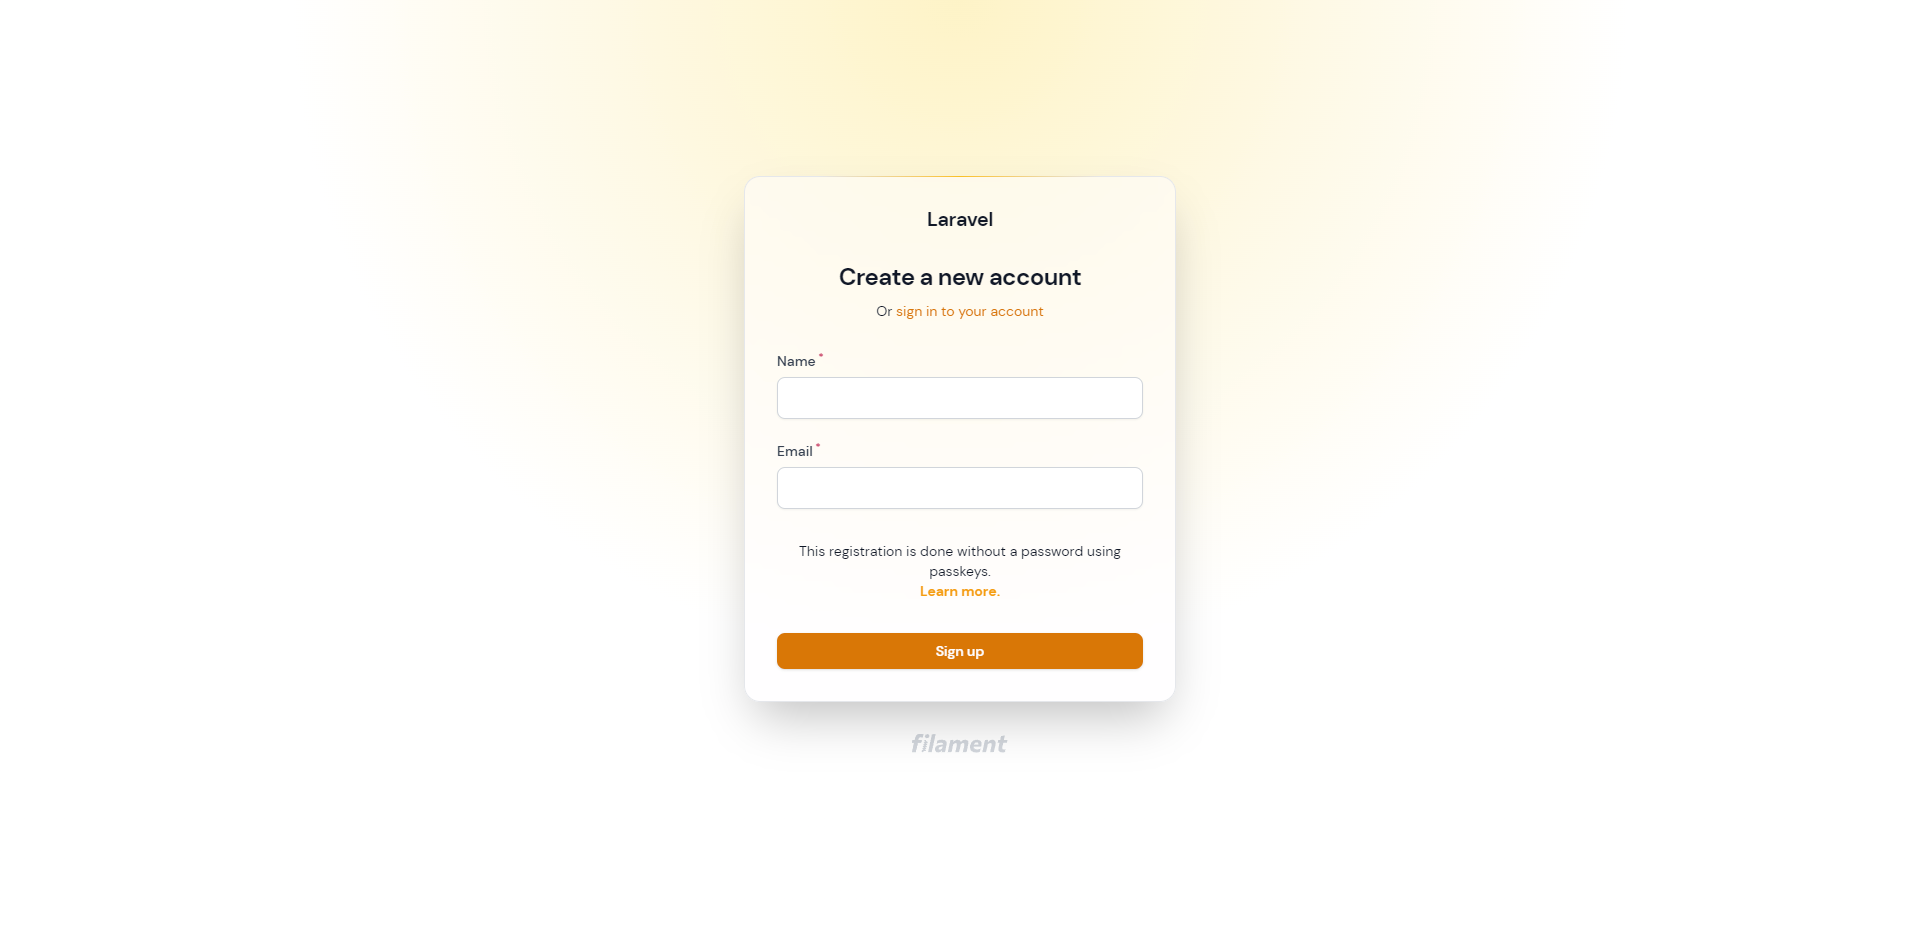 Laravel
Create a new account
Or sign in to your account
Name*
Email*
This registration is done without a password using
passkeys.
Learn more.
Sign up
filament